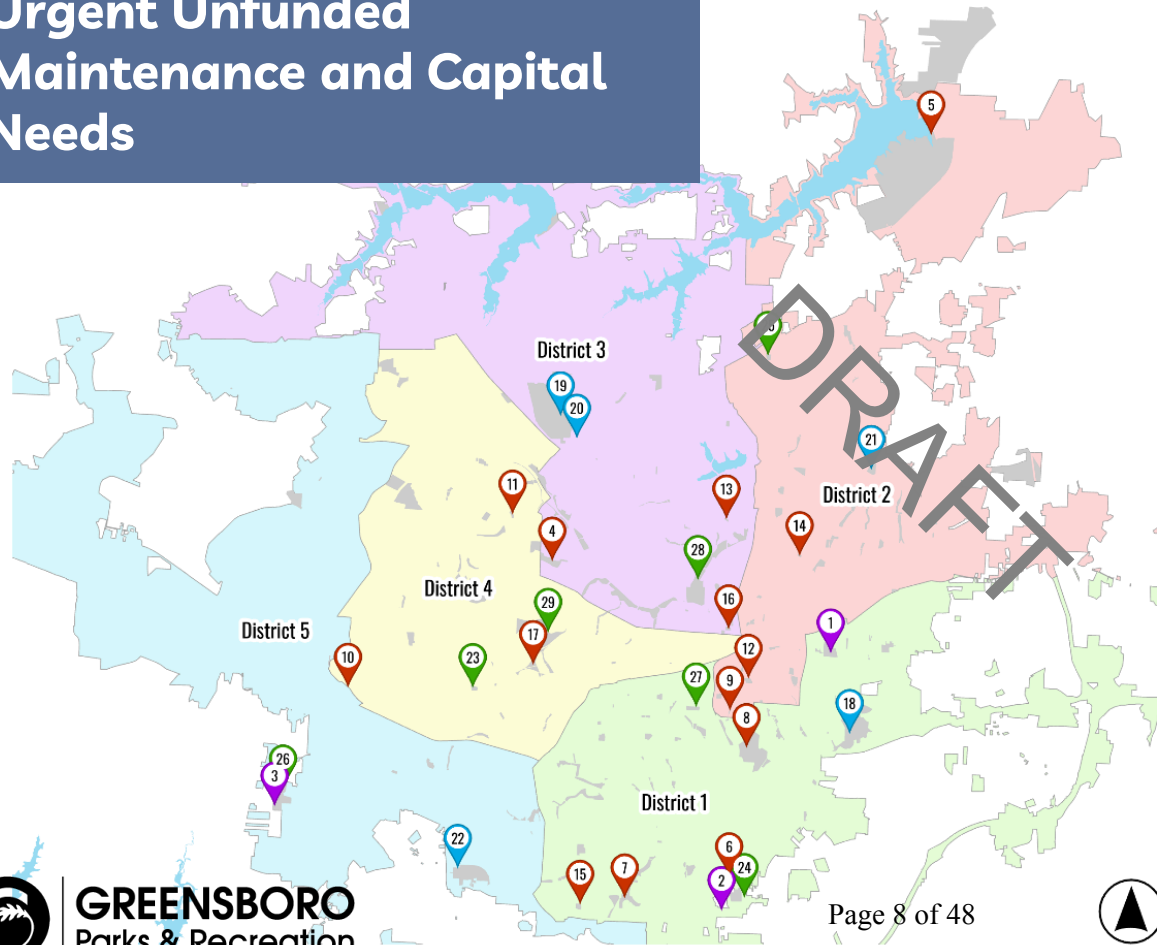 Urgent Unfunded
Maintenance and Capital
Needs
5
District 3
19
20
21
District 2
11
13
4
14
28
District 4
29
16
1
District 5
17
12
10
23
27
9
18
8
26
3
District 1
22
6
15
7
24
2
DRAFT
GREENSBORO
Parks & Recreation
Page 8 of 48